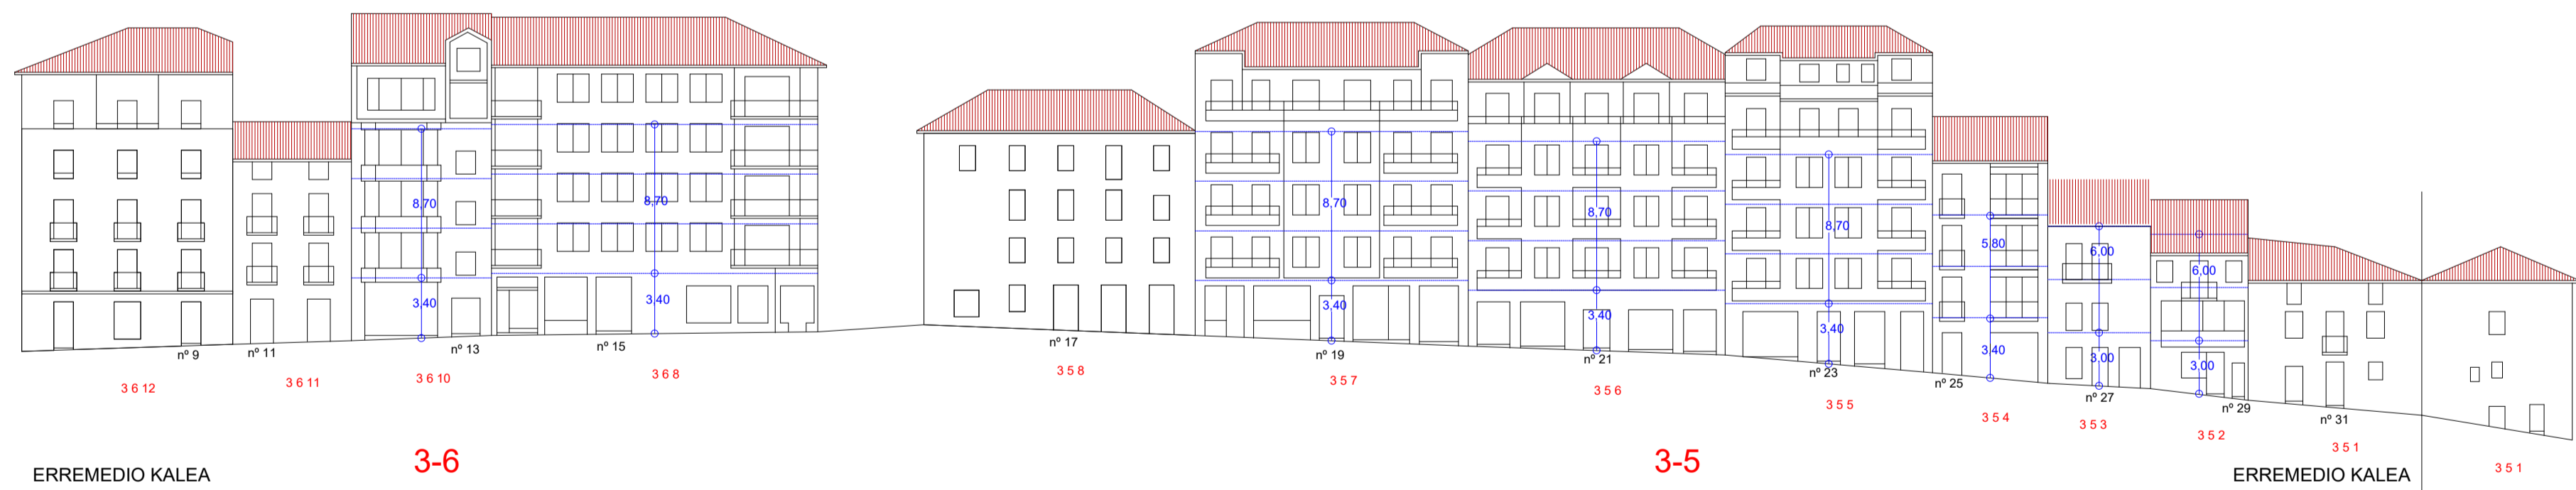 8,70
3,40
8,70
3,40
8,70
3,40
8,70
3,40
8,70
3,40
5,80
3,40
6,00
3,00
6,00
3,00
nº 9
nº 11
nº 13
nº 15
nº 17
nº 19
nº 21
nº 23
nº 25
nº 27
nº 29
nº 31
3 6 12
3 6 11
3 6 10
3 6 8
3 5 8
3 5 7
3 5 6
3 5 5
3 5 4
3 5 3
3 5 2
3 5 1
3 5 1
3-6
3-5
ERREMEDIO KALEA
ERREMEDIO KALEA